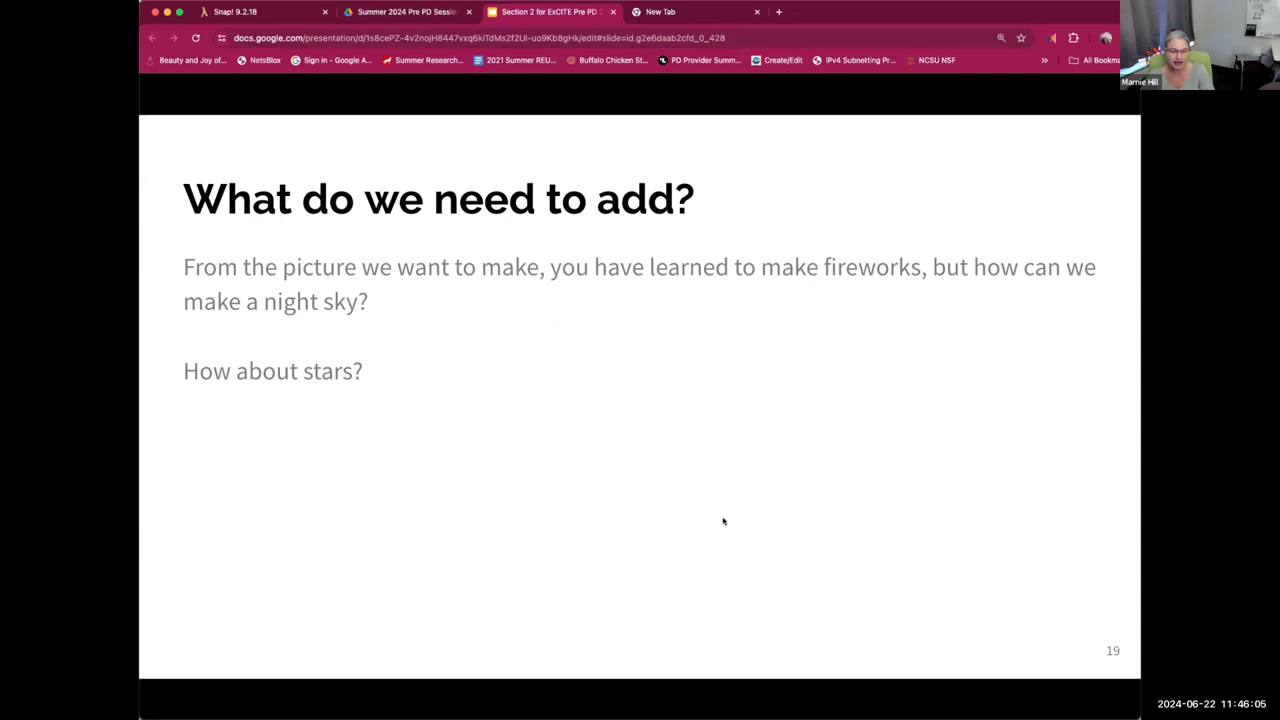 Snap! 9.2.18
Summer 2024 Pre PD Sessio
Section 2 for ExCITE Pre PD 2
New Tab
docs.google.com/presentation/d/1s8cePZ-4v2nojH8447vxq6kiTdMs2f2Ul-uo9Kb8gHk/edit#slide=id.g2e6daab2cfd_0_428
Beauty and Joy of...
NetsBlox
Sign in - Google A...
Summer Research...
2021 Summer REU...
Buffalo Chicken St...
PD Provider Summ...
Create/Edit
IPv4 Subnetting Pr...
NCSU NSF
»
All Bookma
Marnie Hill
What do we need to add?
From the picture we want to make, you have learned to make fireworks, but how can we
make a night sky?
How about stars?
19
2024-06-22 11:46:05